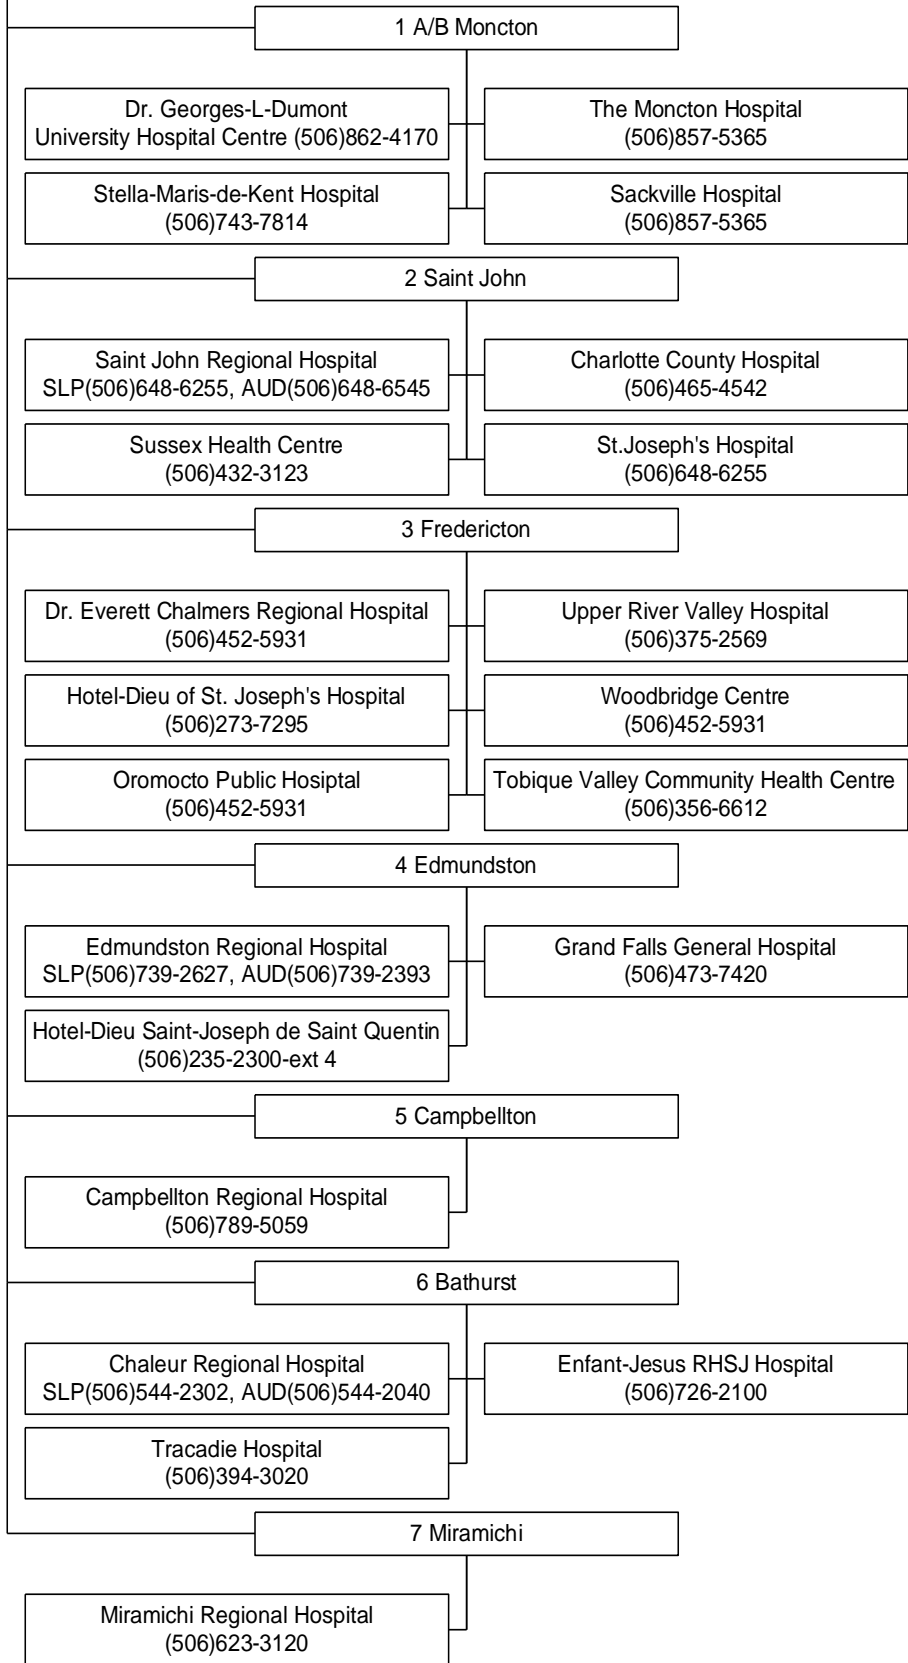 1 A/B Moncton
Dr. Georges-L-Dumont
University Hospital Centre (506)862-4170
The Moncton Hospital
(506)857-5365
Stella-Maris-de-Kent Hospital
(506)743-7814
Sackville Hospital
(506)857-5365
2 Saint John
Saint John Regional Hospital
SLP(506)648-6255, AUD(506)648-6545
Charlotte County Hospital
(506)465-4542
Sussex Health Centre
(506)432-3123
St.Joseph's Hospital
(506)648-6255
3 Fredericton
Dr. Everett Chalmers Regional Hospital
(506)452-5931
Upper River Valley Hospital
(506)375-2569
Hotel-Dieu of St. Joseph's Hospital
(506)273-7295
Woodbridge Centre
(506)452-5931
Oromocto Public Hosiptal
(506)452-5931
Tobique Valley Community Health Centre
(506)356-6612
4 Edmundston
Edmundston Regional Hospital
SLP(506)739-2627, AUD(506)739-2393
Grand Falls General Hospital
(506)473-7420
Hotel-Dieu Saint-Joseph de Saint Quentin
(506)235-2300-ext 4
5 Campbellton
Campbellton Regional Hospital
(506)789-5059
6 Bathurst
Chaleur Regional Hospital
SLP(506)544-2302, AUD(506)544-2040
Enfant-Jesus RHSJ Hospital
(506)726-2100
Tracadie Hospital
(506)394-3020
7 Miramichi
Miramichi Regional Hospital
(506)623-3120